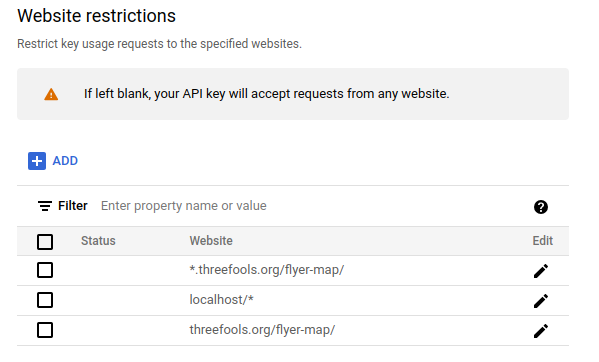 Website restrictions
Restrict key usage requests to the specified websites.
If left blank, your API key will accept requests from any website.
ADD
Filter Enter property name or value
Status Website Edit
*.threefools.org/flyer-map/
localhost/*
threefools.org/flyer-map/